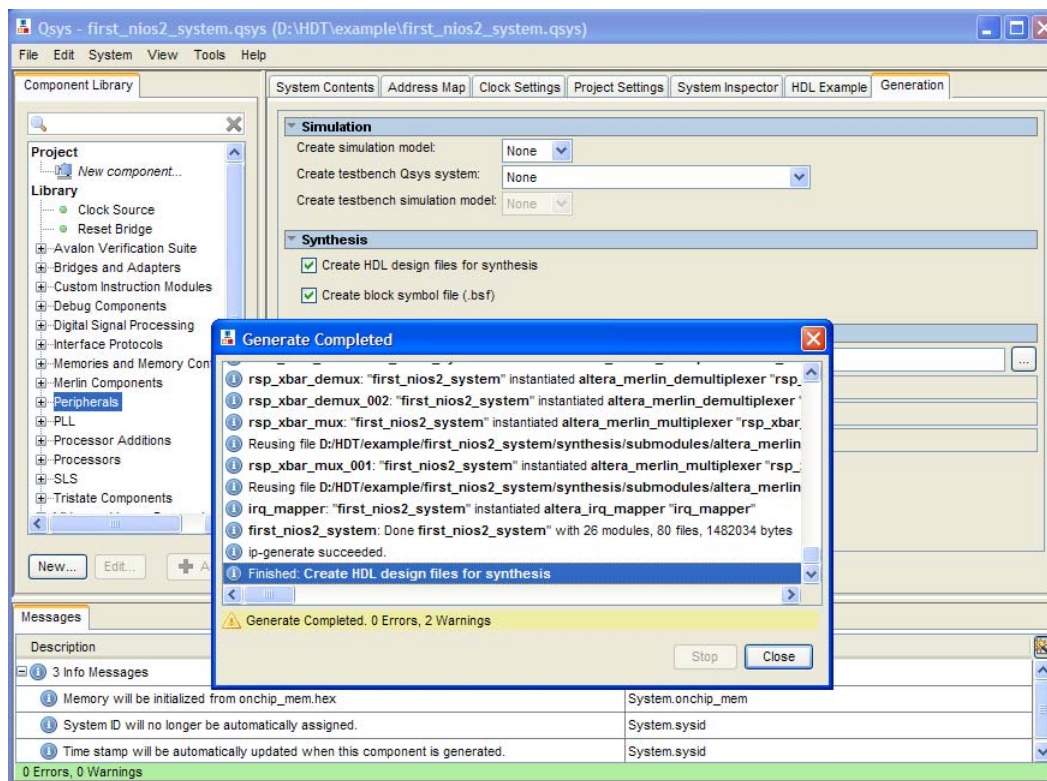 Qsys - first_nios2_system.qsys (D:\HDT\example\first_nios2_system.qsys)
File Edit System View Tools Help
Component Library
System Contents Address Map Clock Settings Project Settings System Inspector HDL Example Generation
Project
New component...
Library
Clock Source
Reset Bridge
Avalon Verification Suite
Bridges and Adapters
Custom Instruction Modules
Debug Components
Digital Signal Processing
Interface Protocols
Memories and Memory Con
Merlin Components
Peripherals
PLL
Processor Additions
Processors
SLS
Tristate Components
New... Edit...
Simulation
Create simulation model: None
Create testbench Qsys system: None
Create testbench simulation model: None
Synthesis
Create HDL design files for synthesis
Create block symbol file (.bsf)
...
Generate Completed
rsp_xbar_demux: "first_nios2_system" instantiated altera_merlin_demultiplexer "rsp_
rsp_xbar_demux_002: "first_nios2_system" instantiated altera_merlin_demultiplexer "
rsp_xbar_mux: "first_nios2_system" instantiated altera_merlin_multiplexer "rsp_xbar_
Reusing file D:/HDT/example/first_nios2_system/synthesis/submodules/altera_merlin
rsp_xbar_mux_001: "first_nios2_system" instantiated altera_merlin_multiplexer "rsp_
Reusing file D:/HDT/example/first_nios2_system/synthesis/submodules/altera_merlin
irq_mapper: "first_nios2_system" instantiated altera_irq_mapper "irq_mapper"
first_nios2_system: Done first_nios2_system" with 26 modules, 80 files, 1482034 bytes
ip-generate succeeded.
Finished: Create HDL design files for synthesis
Generate Completed. 0 Errors, 2 Warnings
Stop Close
Messages
Description
3 Info Messages
Memory will be initialized from onchip_mem.hex System.onchip_mem
System ID will no longer be automatically assigned. System.sysid
Time stamp will be automatically updated when this component is generated. System.sysid
0 Errors, 0 Warnings